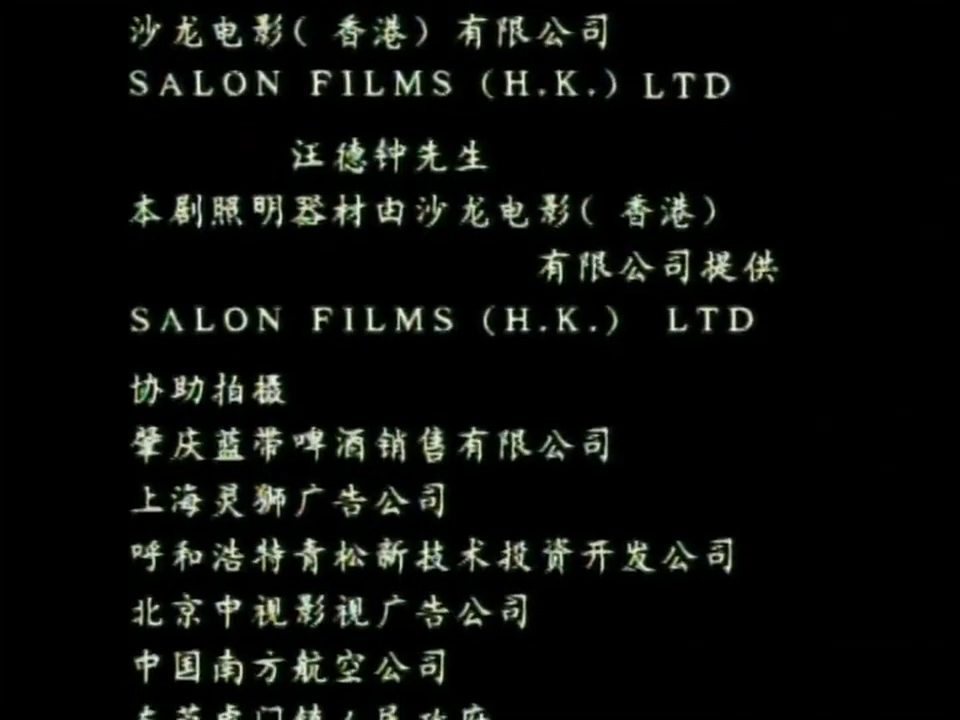 沙龙电影( 香港) 有限公司
SALON FILMS (H.K.) LTD
汪德钟先生
本剧照明器材由沙龙电影( 香港)
有限公司提供
SALON FILMS (H.K.) LTD
协助拍摄
肇庆蓝带啤酒销售有限公司
上海灵狮广告公司
呼和浩特青松新技术投资开发公司
北京中视影视广告公司
中国南方航空公司